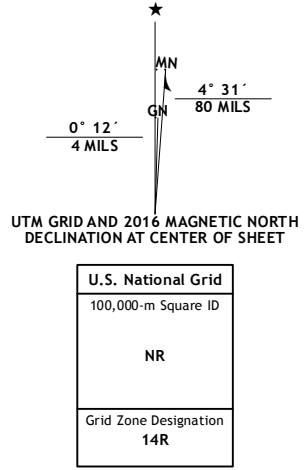 ★
MN
4° 31´
80 MILS
GN
0° 12´
4 MILS
UTM GRID AND 2016 MAGNETIC NORTH
DECLINATION AT CENTER OF SHEET
U.S. National Grid
100,000-m Square ID
NR
Grid Zone Designation
14R